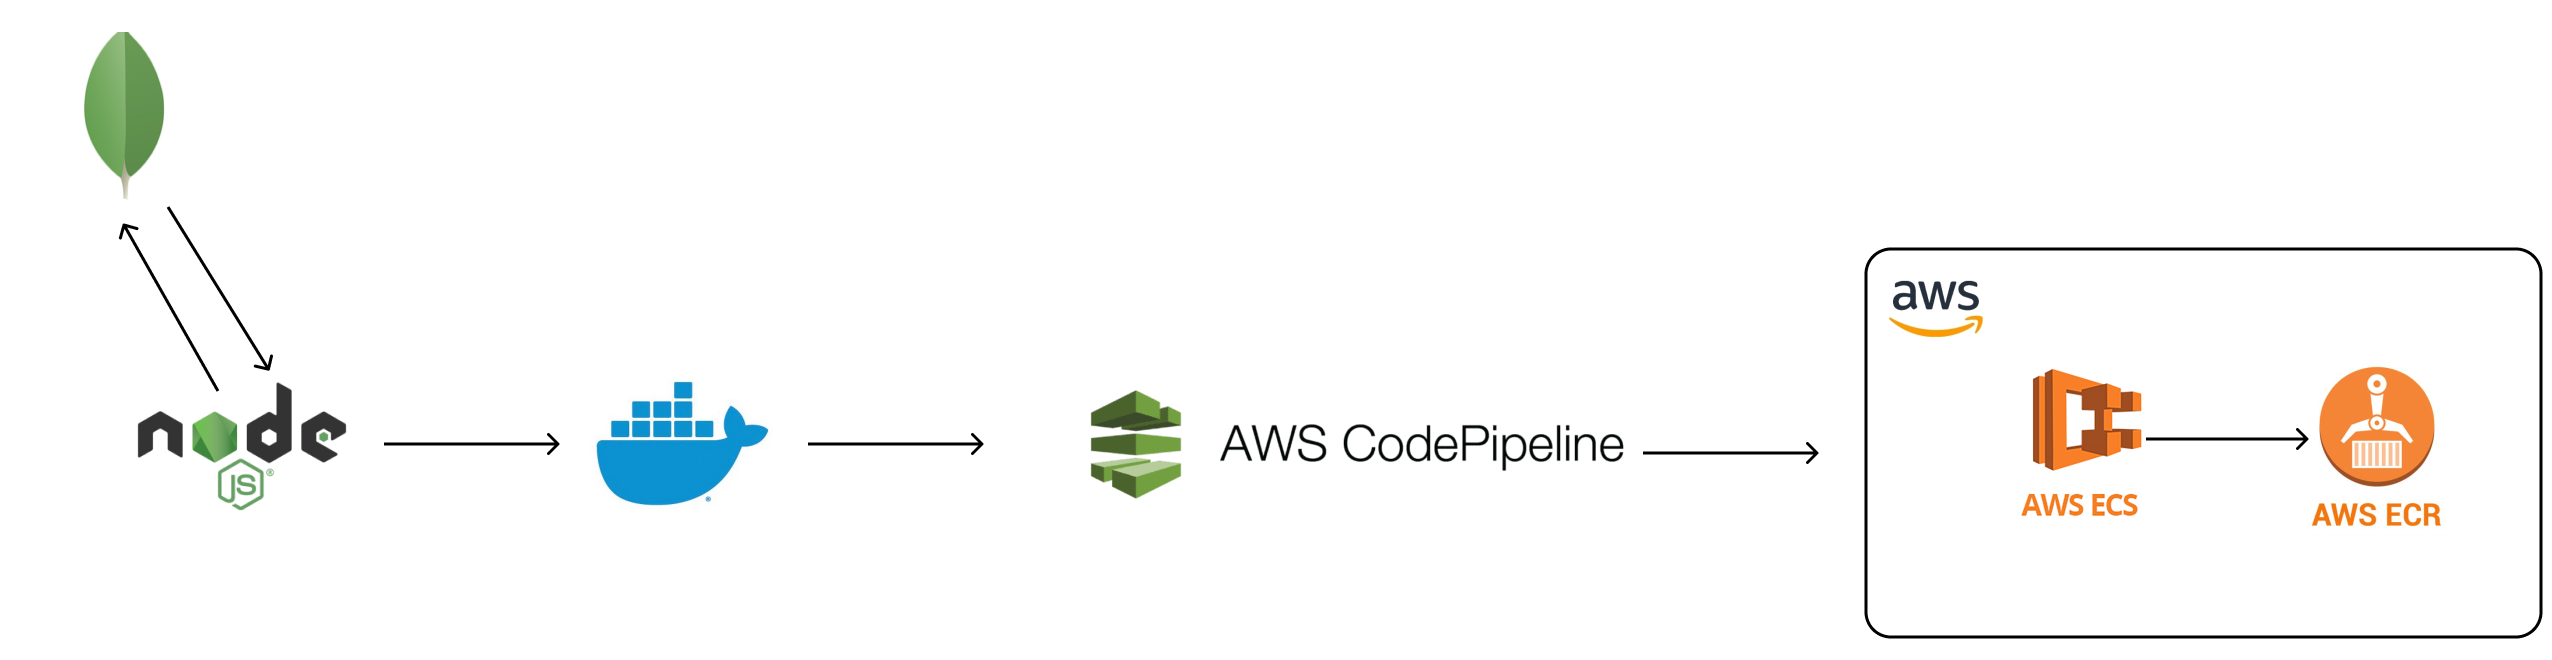 node
JS
AWS CodePipeline
aws
AWS ECS
AWS ECR